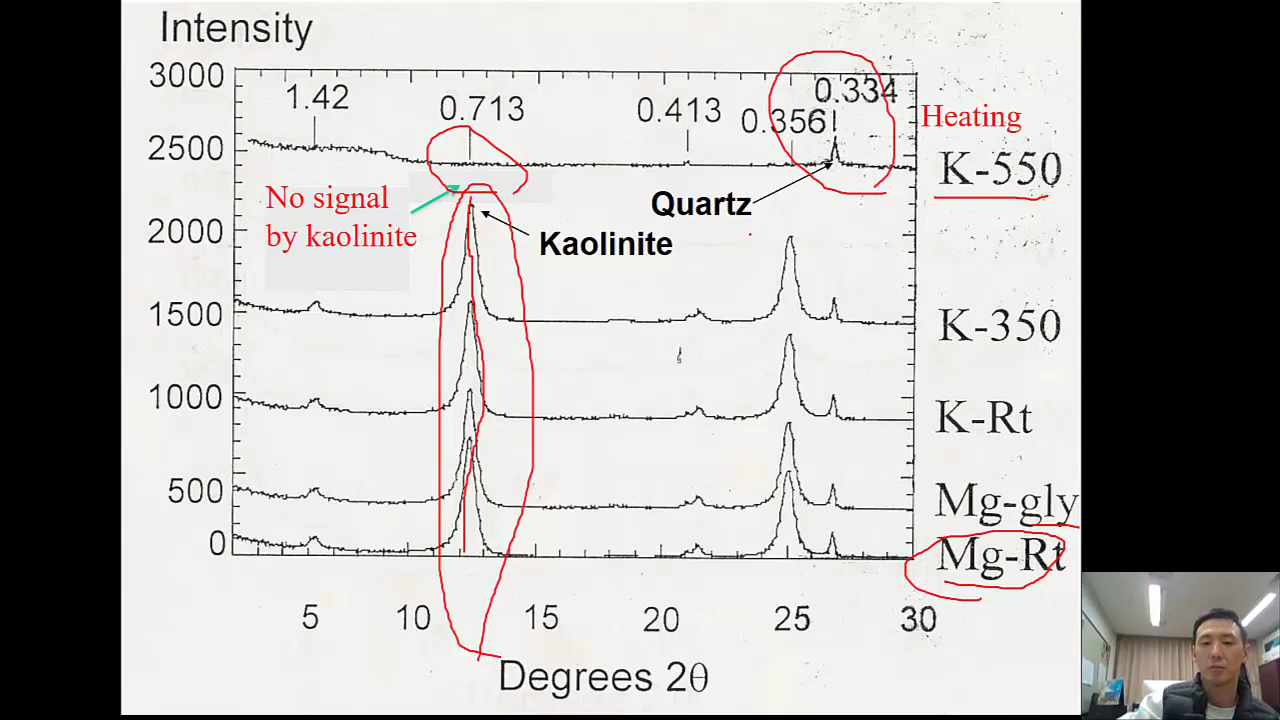 Intensity
3000
2500
2000
1500
1000
500
0
1.42
0.713
0.413
0.356
0.334
Heating
K-550
No signal
by kaolinite
Quartz
Kaolinite
K-350
K-Rt
Mg-gly
Mg-Rt
5 10 15 20 25 30
Degrees 2θ